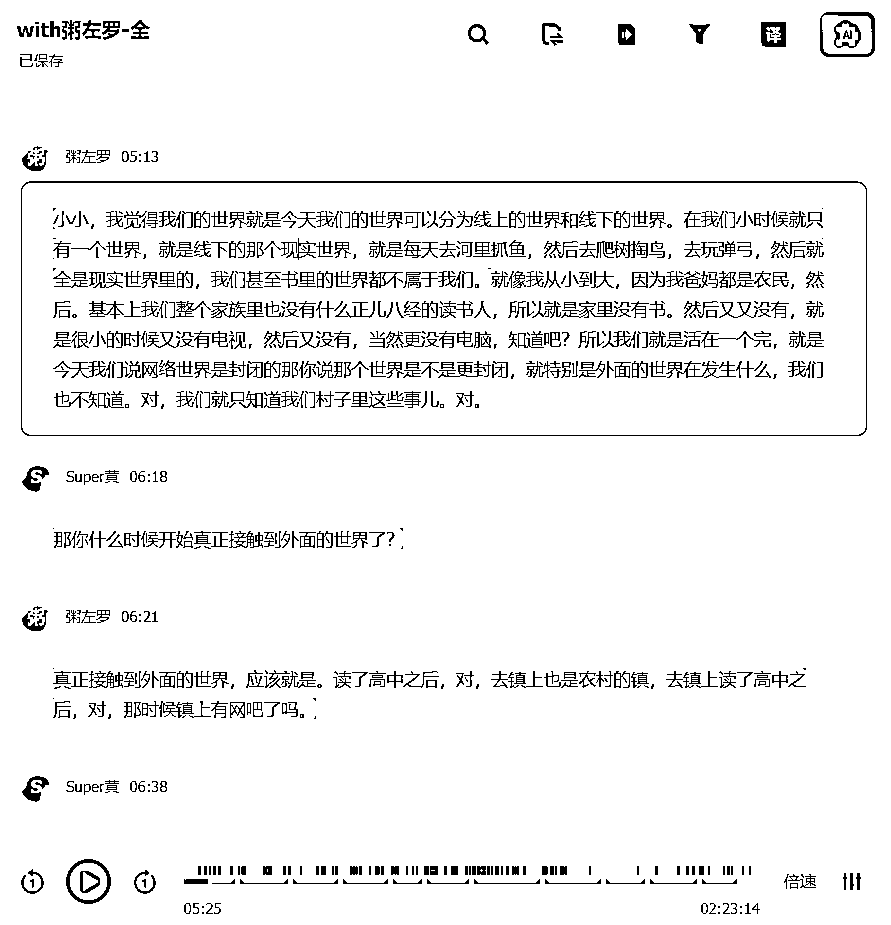 with粥左罗-全
已保存
译
AI
粥左罗 05:13
小小，我觉得我们的世界就是今天我们的世界可以分为线上的世界和线下的世界。在我们小时候就只
有一个世界，就是线下的那个现实世界，就是每天去河里抓鱼，然后去爬树掏鸟，去玩弹弓，然后就
全是现实世界里的，我们甚至书里的世界都不属于我们。就像我从小到大，因为我爸妈都是农民，然
后。基本上我们整个家族里也没有什么正儿八经的读书人，所以就是家里没有书。然后又又没有，就
是很小的时候又没有电视，然后又没有，当然更没有电脑，知道吧？所以我们就是活在一个完，就是
今天我们说网络世界是封闭的那你说那个世界是不是更封闭，就特别是外面的世界在发生什么，我们
也不知道。对，我们就只知道我们村子里这些事儿。对。
Super黄 06:18
那你什么时候开始真正接触到外面的世界了？
粥左罗 06:21
真正接触到外面的世界，应该就是。读了高中之后，对，去镇上也是农村的镇，去镇上读了高中之
后，对，那时候镇上有网吧了吗。
Super黄 06:38
1
1
倍速
05:25
02:23:14